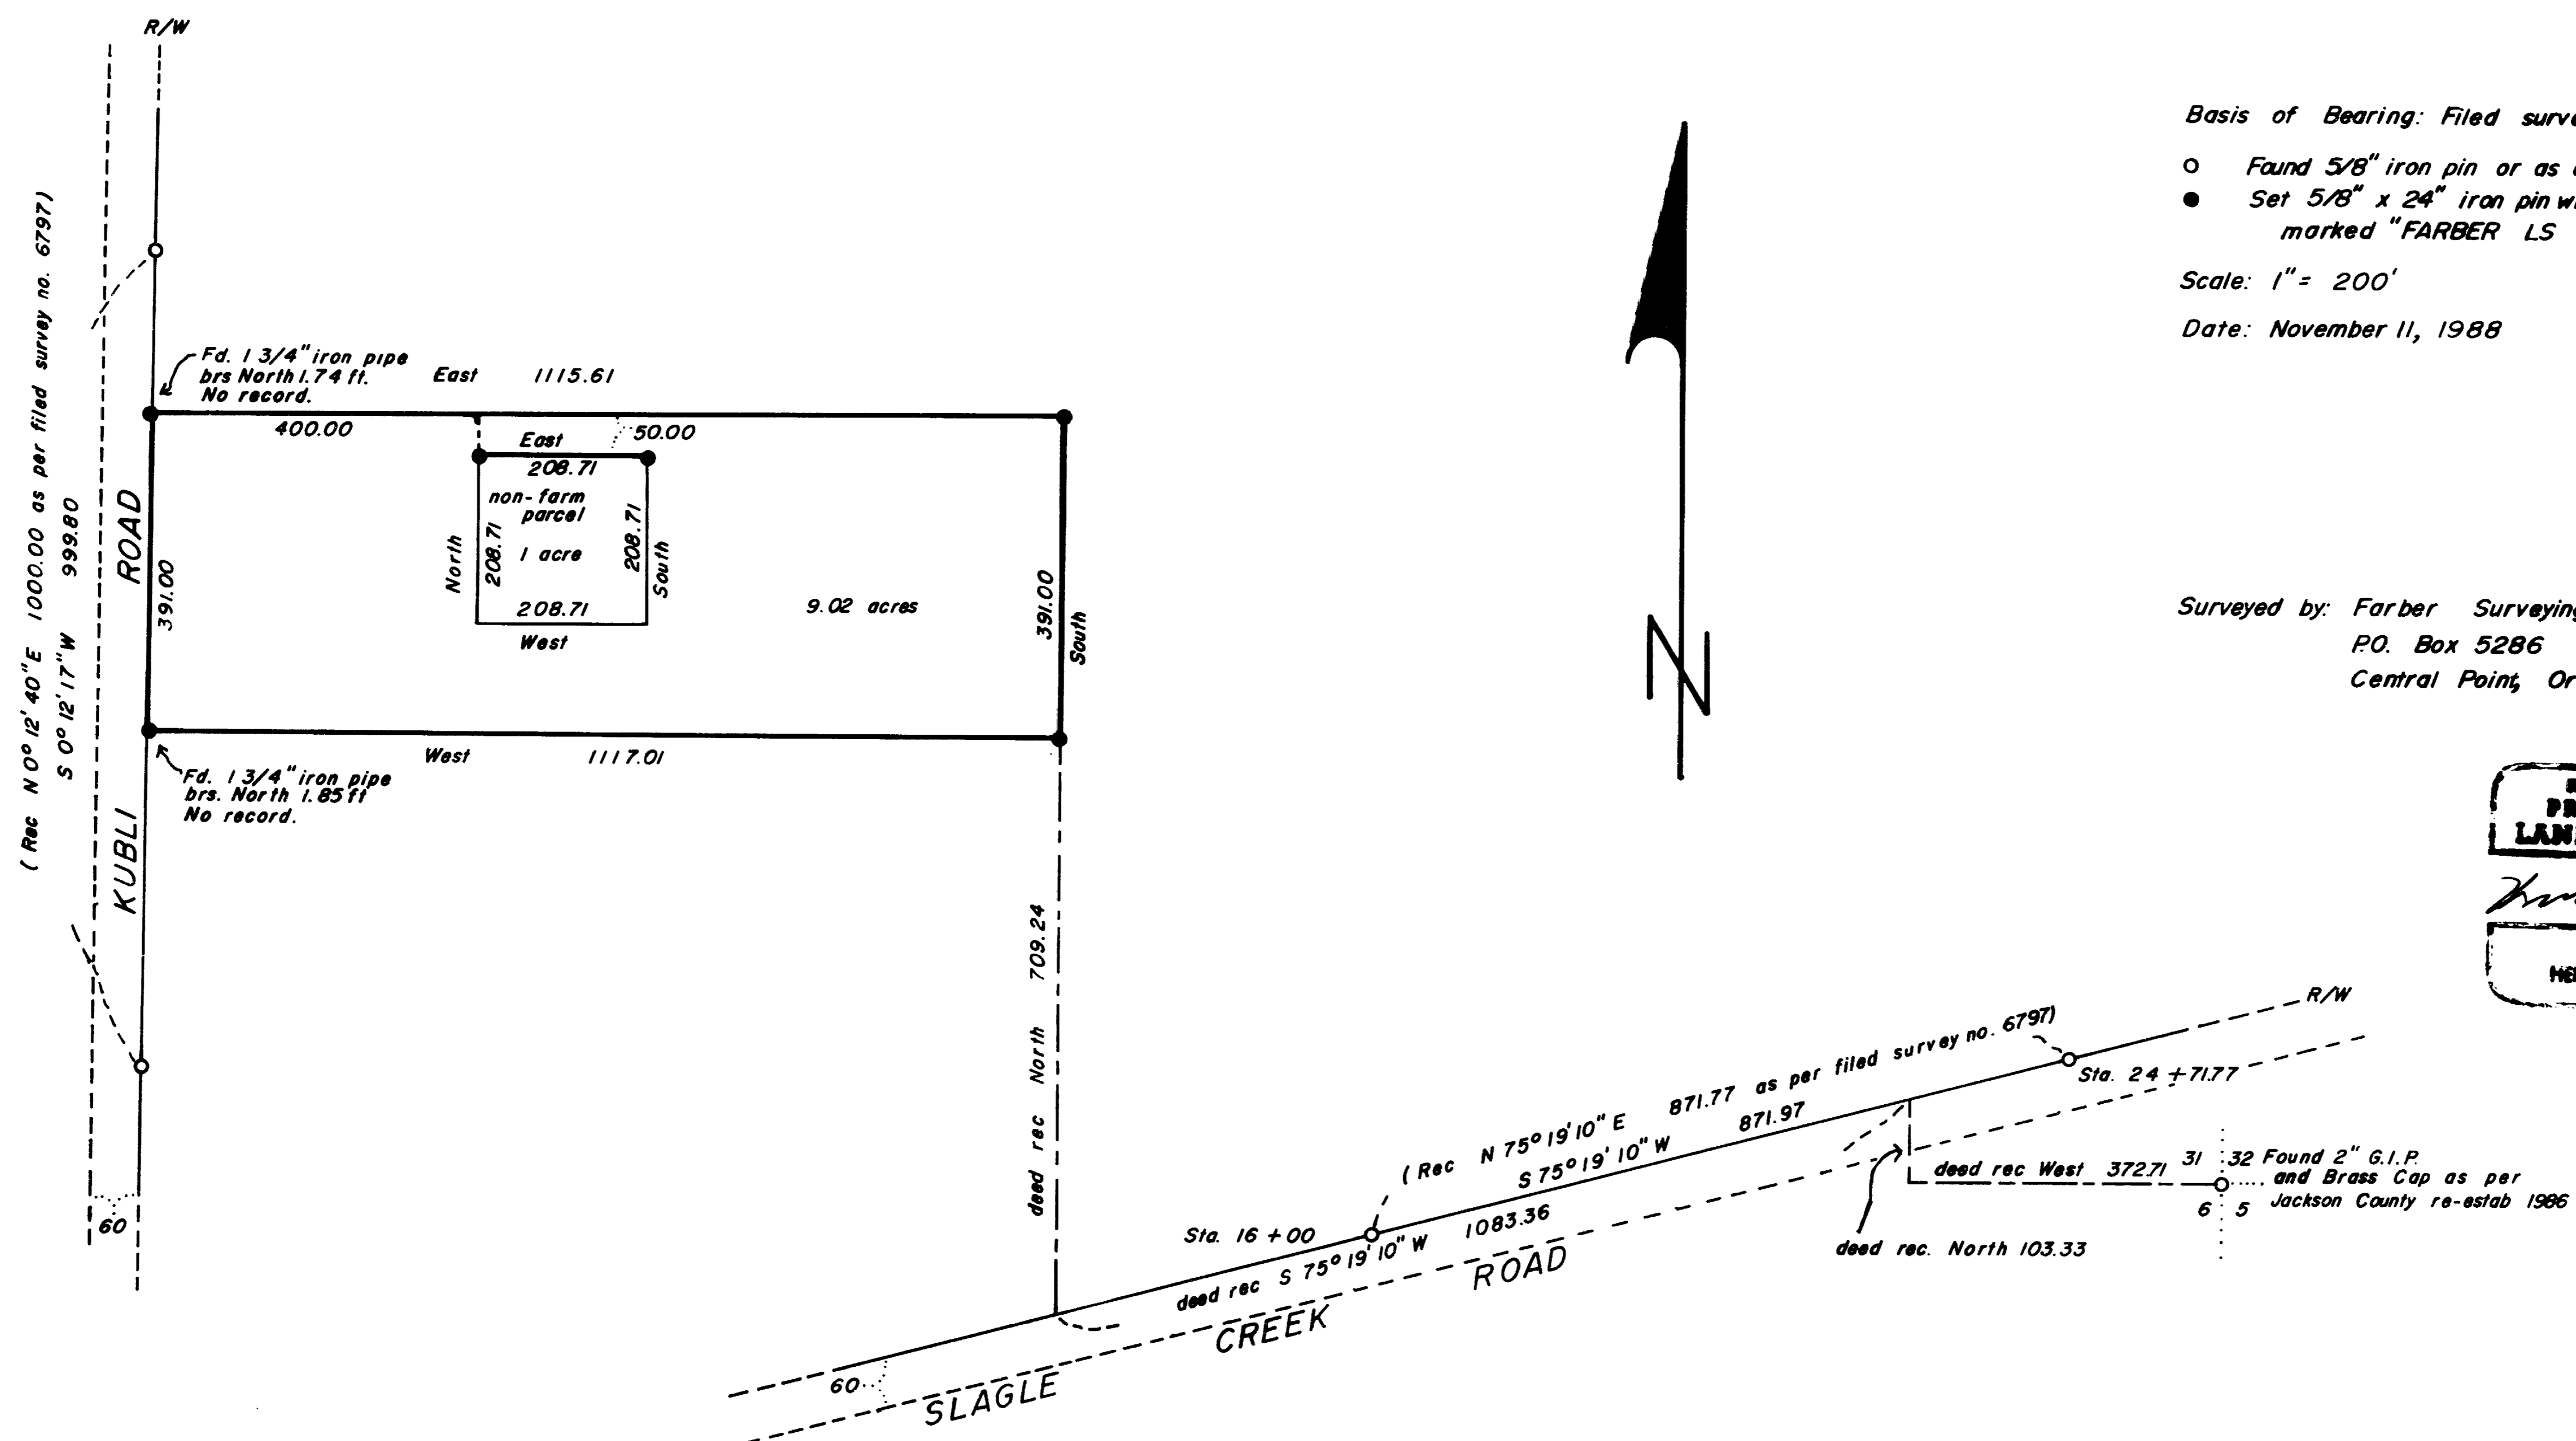 R/W
Basis of Bearing: Filed
Found 5/8" iron pin or as
Set 5/8" x 24" iron pin
marked "FARBER LS
Scale: 1" = 200'
Date: November 11, 1988
(Rec N 0° 12' 40" E 1000.00 as per filed survey no. 6797)
S 0° 12' 17" W 999.80
Fd. 1 3/4" iron pipe
brs North 1.74 ft.
No record.
East 1115.61
400.00
50.00
East
208.71
non-farm
parcel
1 acre
North
208.71
208.71
South
208.71
West
9.02 acres
391.00
391.00
South
KUBLI ROAD
West 1117.01
Fd. 1 3/4" iron pipe
brs. North 1.85 ft
No record.
N
Surveyed by: Farber Surveying
P.O. Box 5286
Central Point,
deed rec North 709.24
60
R/W
(Rec N 75° 19' 10" E 871.77 as per filed survey no. 6797)
S 75° 19' 10" W 871.97
Sta. 24 + 71.77
Sta. 16 + 00
deed rec S 75° 19' 10" W 1083.36
deed rec West 372.71
31 32 Found 2" G.I.P.
and Brass Cap as per
6 5 Jackson County re-estab 1986
deed rec. North 103.33
60
SLAGLE CREEK ROAD